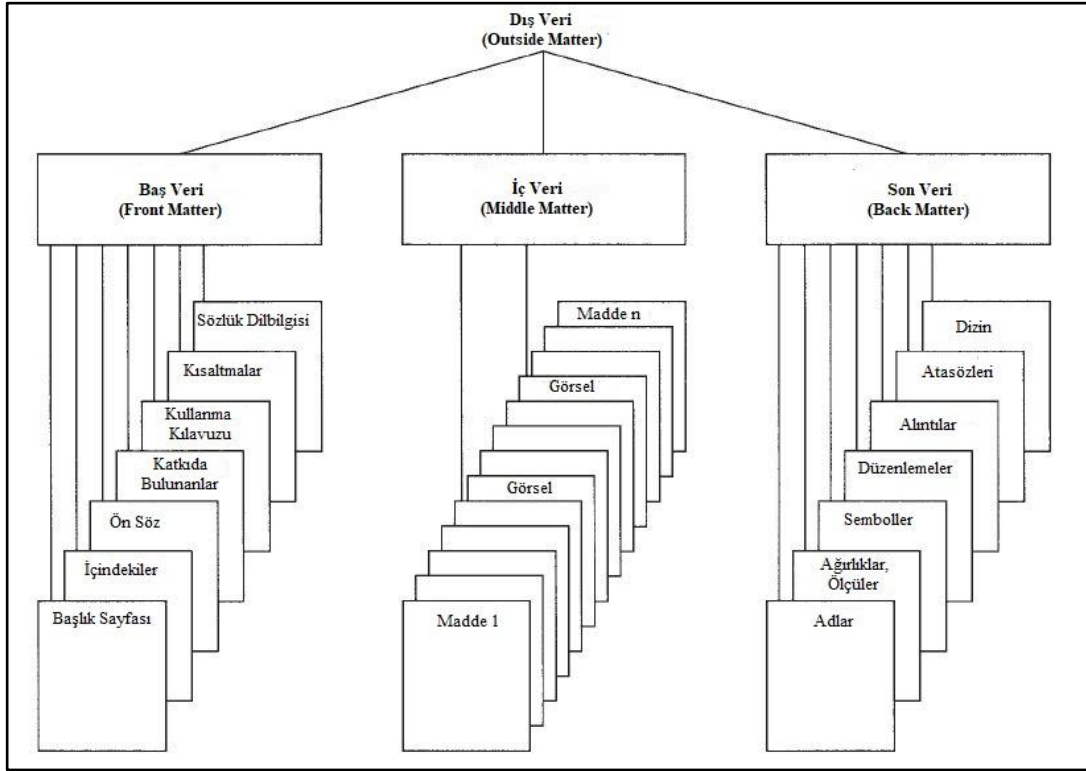 Dış Veri
(Outside Matter)
Baş Veri
(Front Matter)
Sözlük Dilbilgisi
Kısaltmalar
Kullanma
Kılavuzu
Katkıda
Bulunanlar
Ön Söz
İçindekiler
Başlık Sayfası
İç Veri
(Middle Matter)
Madde n
Görsel
Görsel
Madde 1
Son Veri
(Back Matter)
Dizin
Atasözleri
Alıntılar
Düzenlemeler
Semboller
Ağırlıklar,
Ölçüler
Adlar